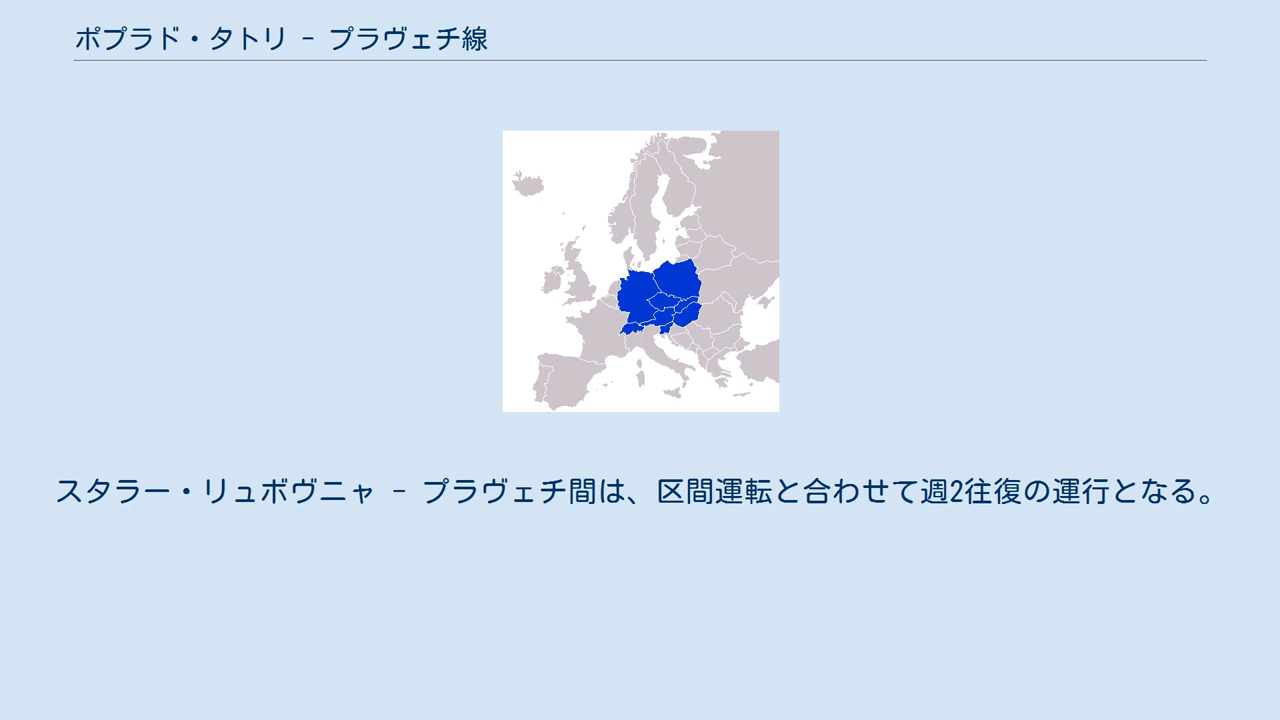 ポプラド・タトリ － プラヴェチ線
スタラー・リュボヴニャ － プラヴェチ間は、区間運転と合わせて週2往復の運行となる。